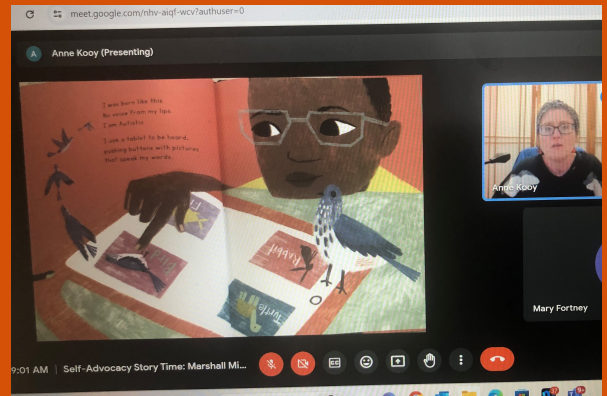 meet.google.com/nhv-aiqf-wcv?authuser=0
A
Anne Kooy (Presenting)
I was born like this.
No voice from my lips.
I am Autistic.
I use a tablet to be heard,
pushing buttons with pictures
that speak my words.
Rabbit
Turtle
Anne Kooy
Mary Fortney
9:01 AM | Self-Advocacy Story Time: Marshall Mi...
CC